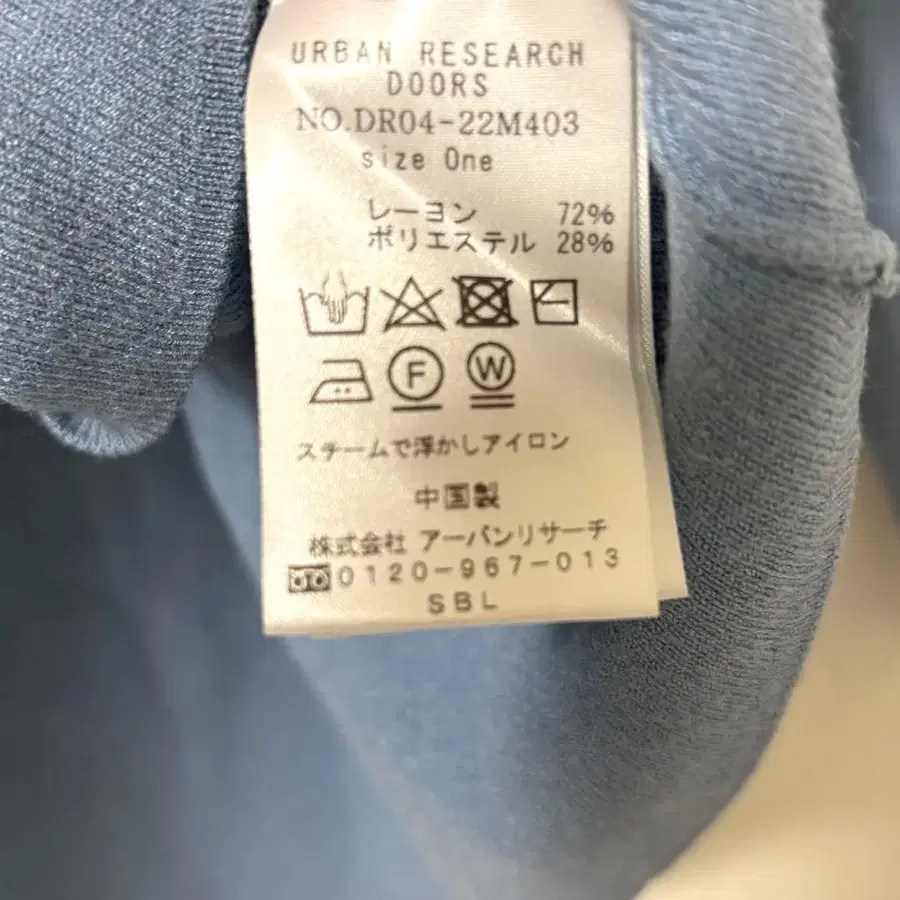 URBAN RESEARCH
DOORS
NO.DR04-22M403
size One
レーヨン 72%
ポリエステル 28%
F W
スチームで浮かしアイロン
中国製
株式会社 アーバンリサーチ
0120-967-013
SBL